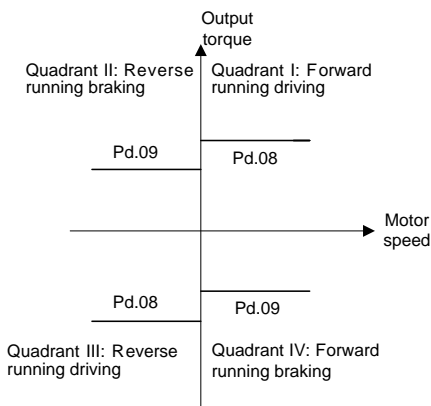 Output
torque
Quadrant II: Reverse
running braking
Quadrant I: Forward
running driving
Pd.09
Pd.08
Motor
speed
Pd.08
Pd.09
Quadrant III: Reverse
running driving
Quadrant IV: Forward
running braking